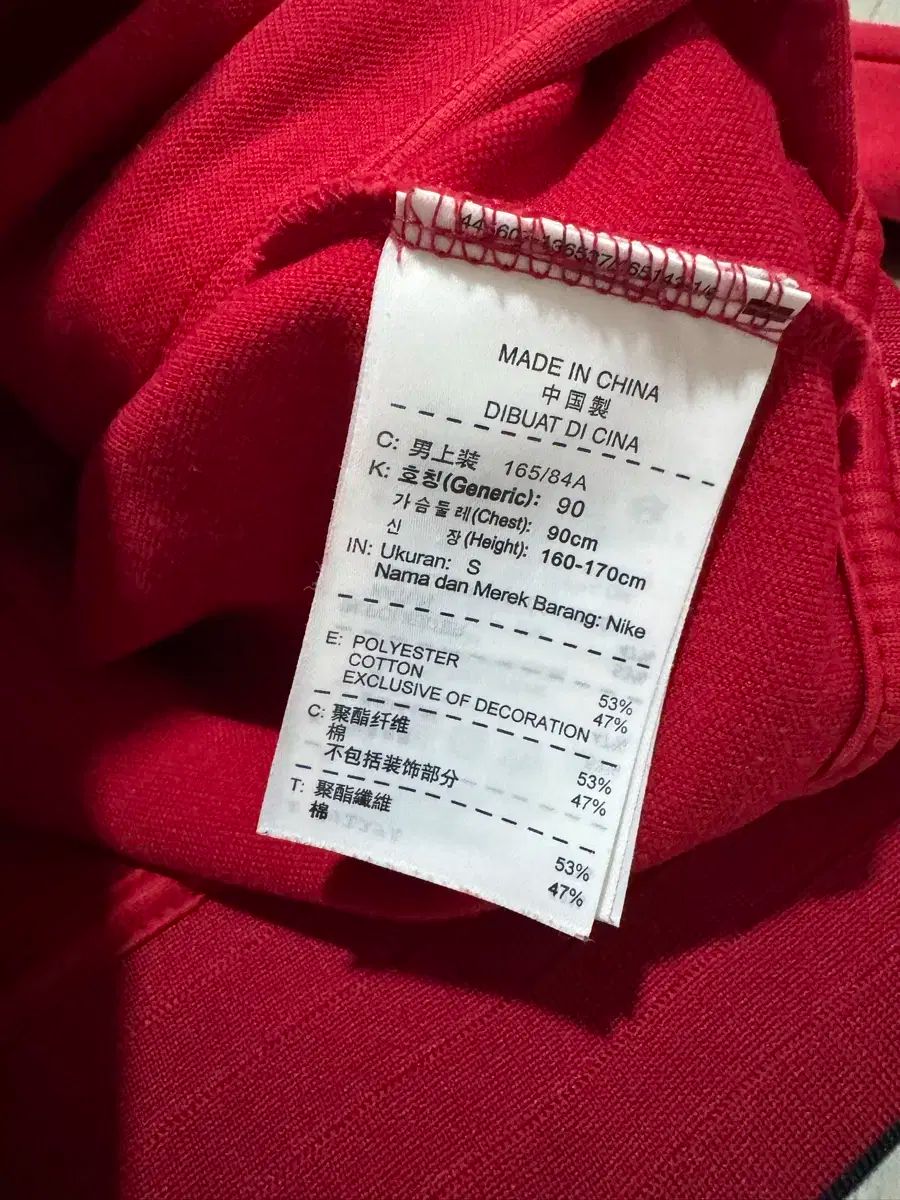 MADE IN CHINA
中国製
DIBUAT DI CINA
C: 男上装 165/84A
K: 호칭(Generic): 90
가슴둘레(Chest): 90cm
신 장(Height): 160-170cm
IN: Ukuran: S
Nama dan Merek Barang: Nike
E: POLYESTER 53%
COTTON 47%
EXCLUSIVE OF DECORATION
C: 聚酯纤维 53%
棉 47%
不包括装饰部分
T: 聚酯纖維 53%
棉 47%